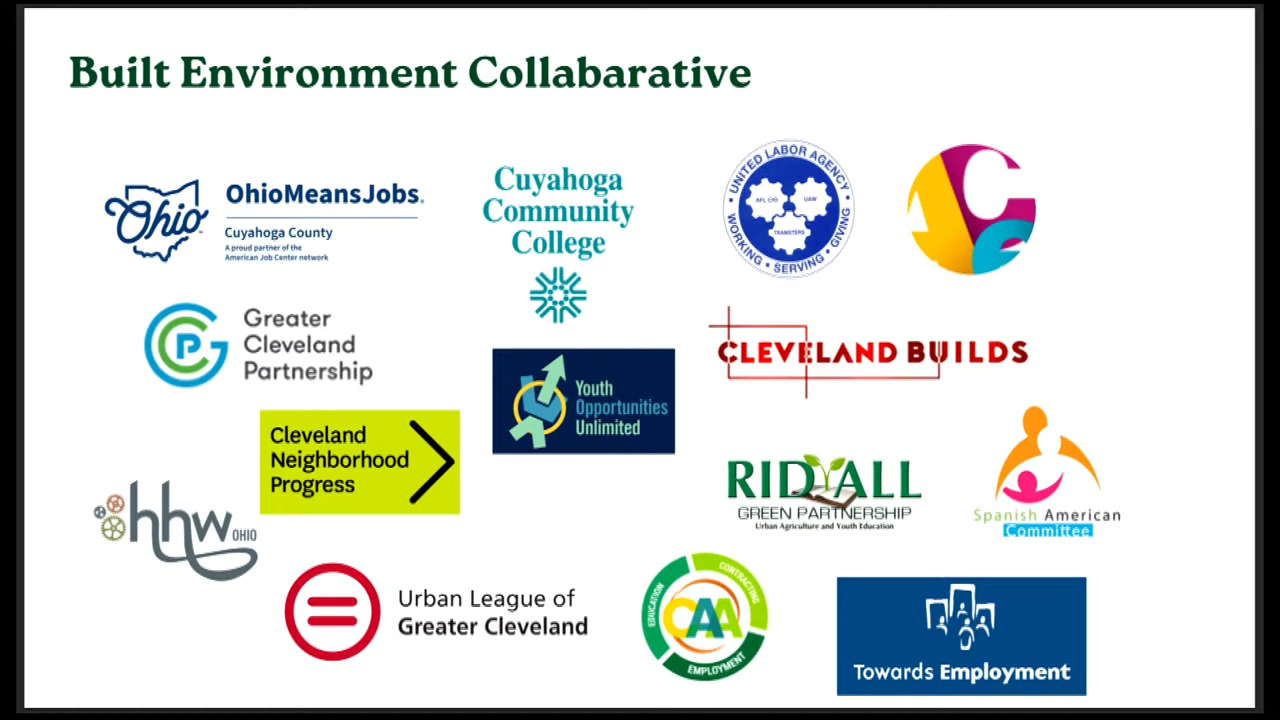 Built Environment Collabarative
Ohio
OhioMeansJobs.
Cuyahoga County
A proud partner of the
American Job Center network
Cuyahoga
Community
College
UNITED LABOR AGENCY
AFL CIO
UAW
TEAMSTERS
WORKING • SERVING • GIVING
Greater
Cleveland
Partnership
CLEVELAND BUILDS
Youth
Opportunities
Unlimited
Cleveland
Neighborhood
Progress
RID-ALL
GREEN PARTNERSHIP
Urban Agriculture and Youth Education
Spanish American
Committee
hhw OHIO
Urban League of
Greater Cleveland
EDUCATION
CONTRACTING
CAA
EMPLOYMENT
Towards Employment